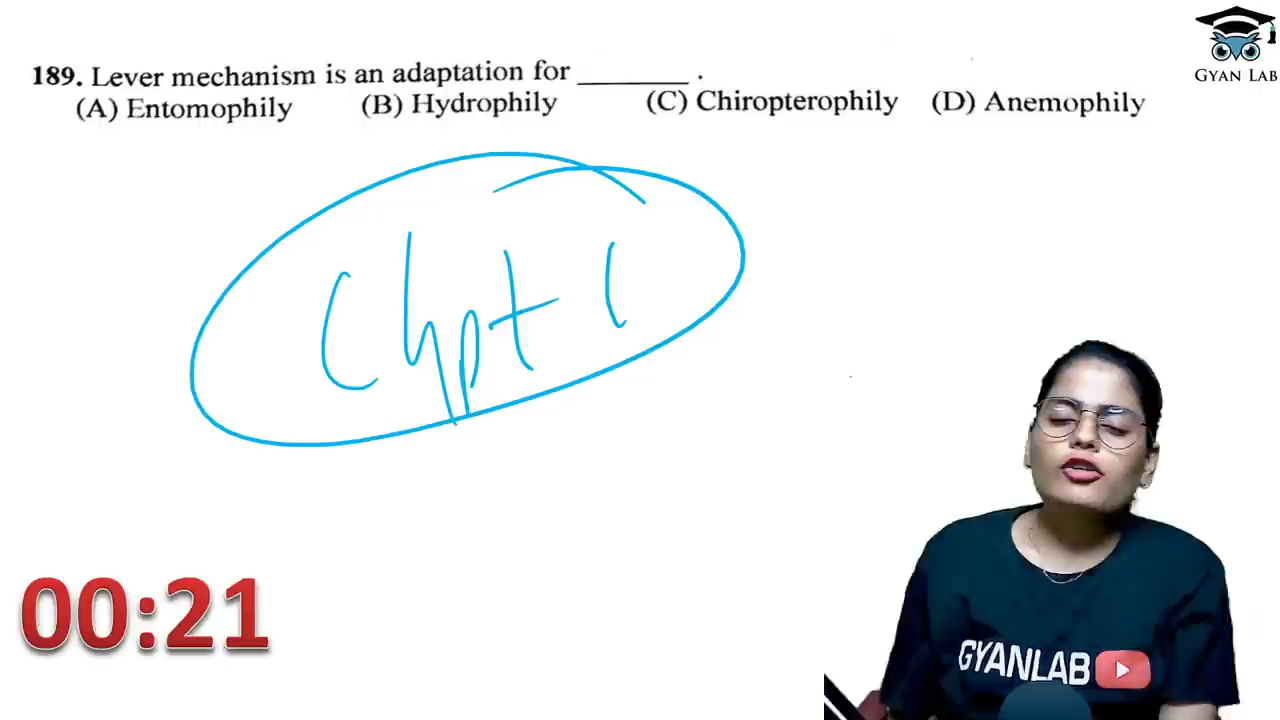 GYAN LAB
189. Lever mechanism is an adaptation for ________ .
(A) Entomophily (B) Hydrophily (C) Chiropterophily (D) Anemophily
Chpt 1
00:21
GYANLAB